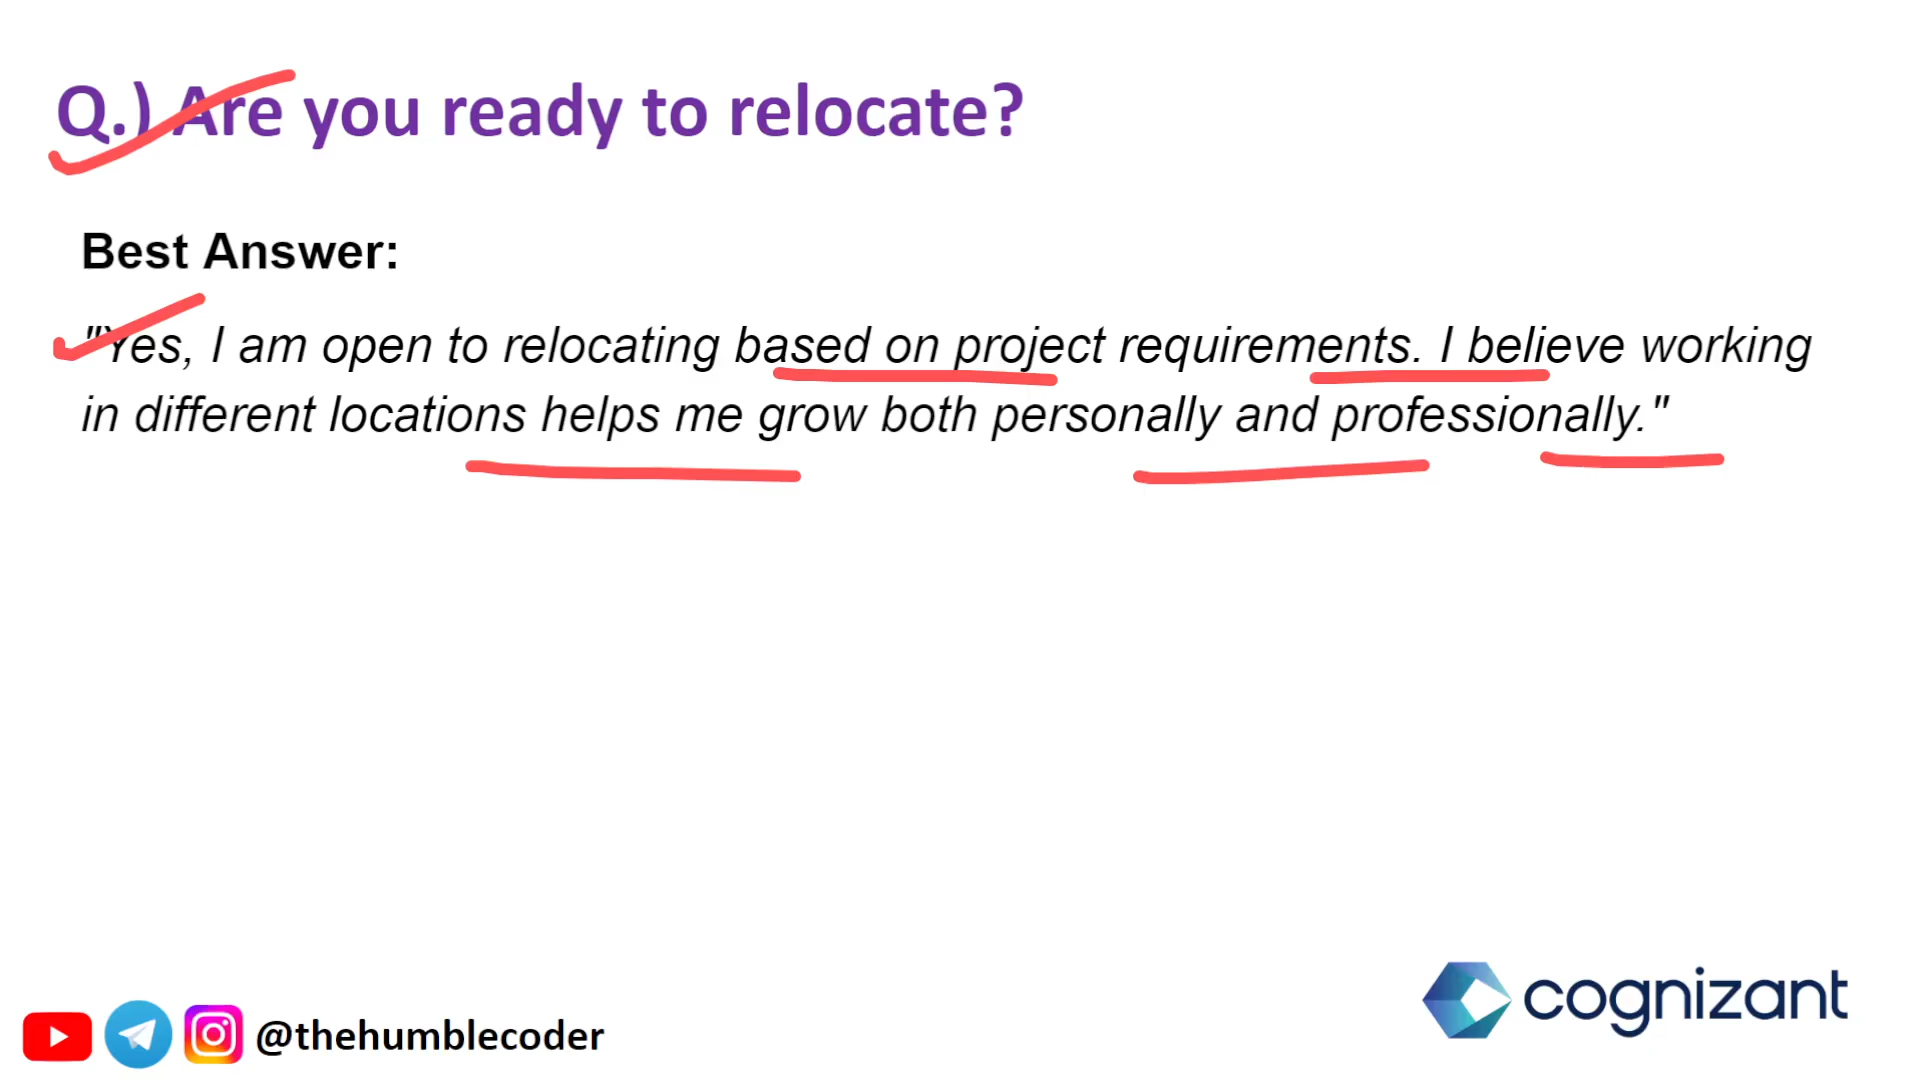 Q.) Are you ready to relocate?
Best Answer:
"Yes, I am open to relocating based on project requirements. I believe working
in different locations helps me grow both personally and professionally."
@thehumblecoder
cognizant